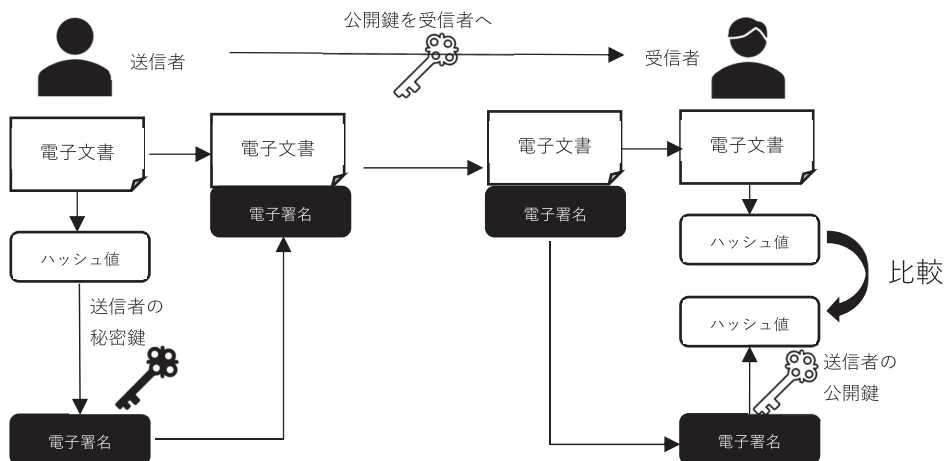 公開鍵を受信者へ
送信者
受信者
電子文書
電子文書
電子文書
電子文書
電子署名
電子署名
ハッシュ値
ハッシュ値
比較
送信者の
秘密鍵
ハッシュ値
送信者の
公開鍵
電子署名
電子署名